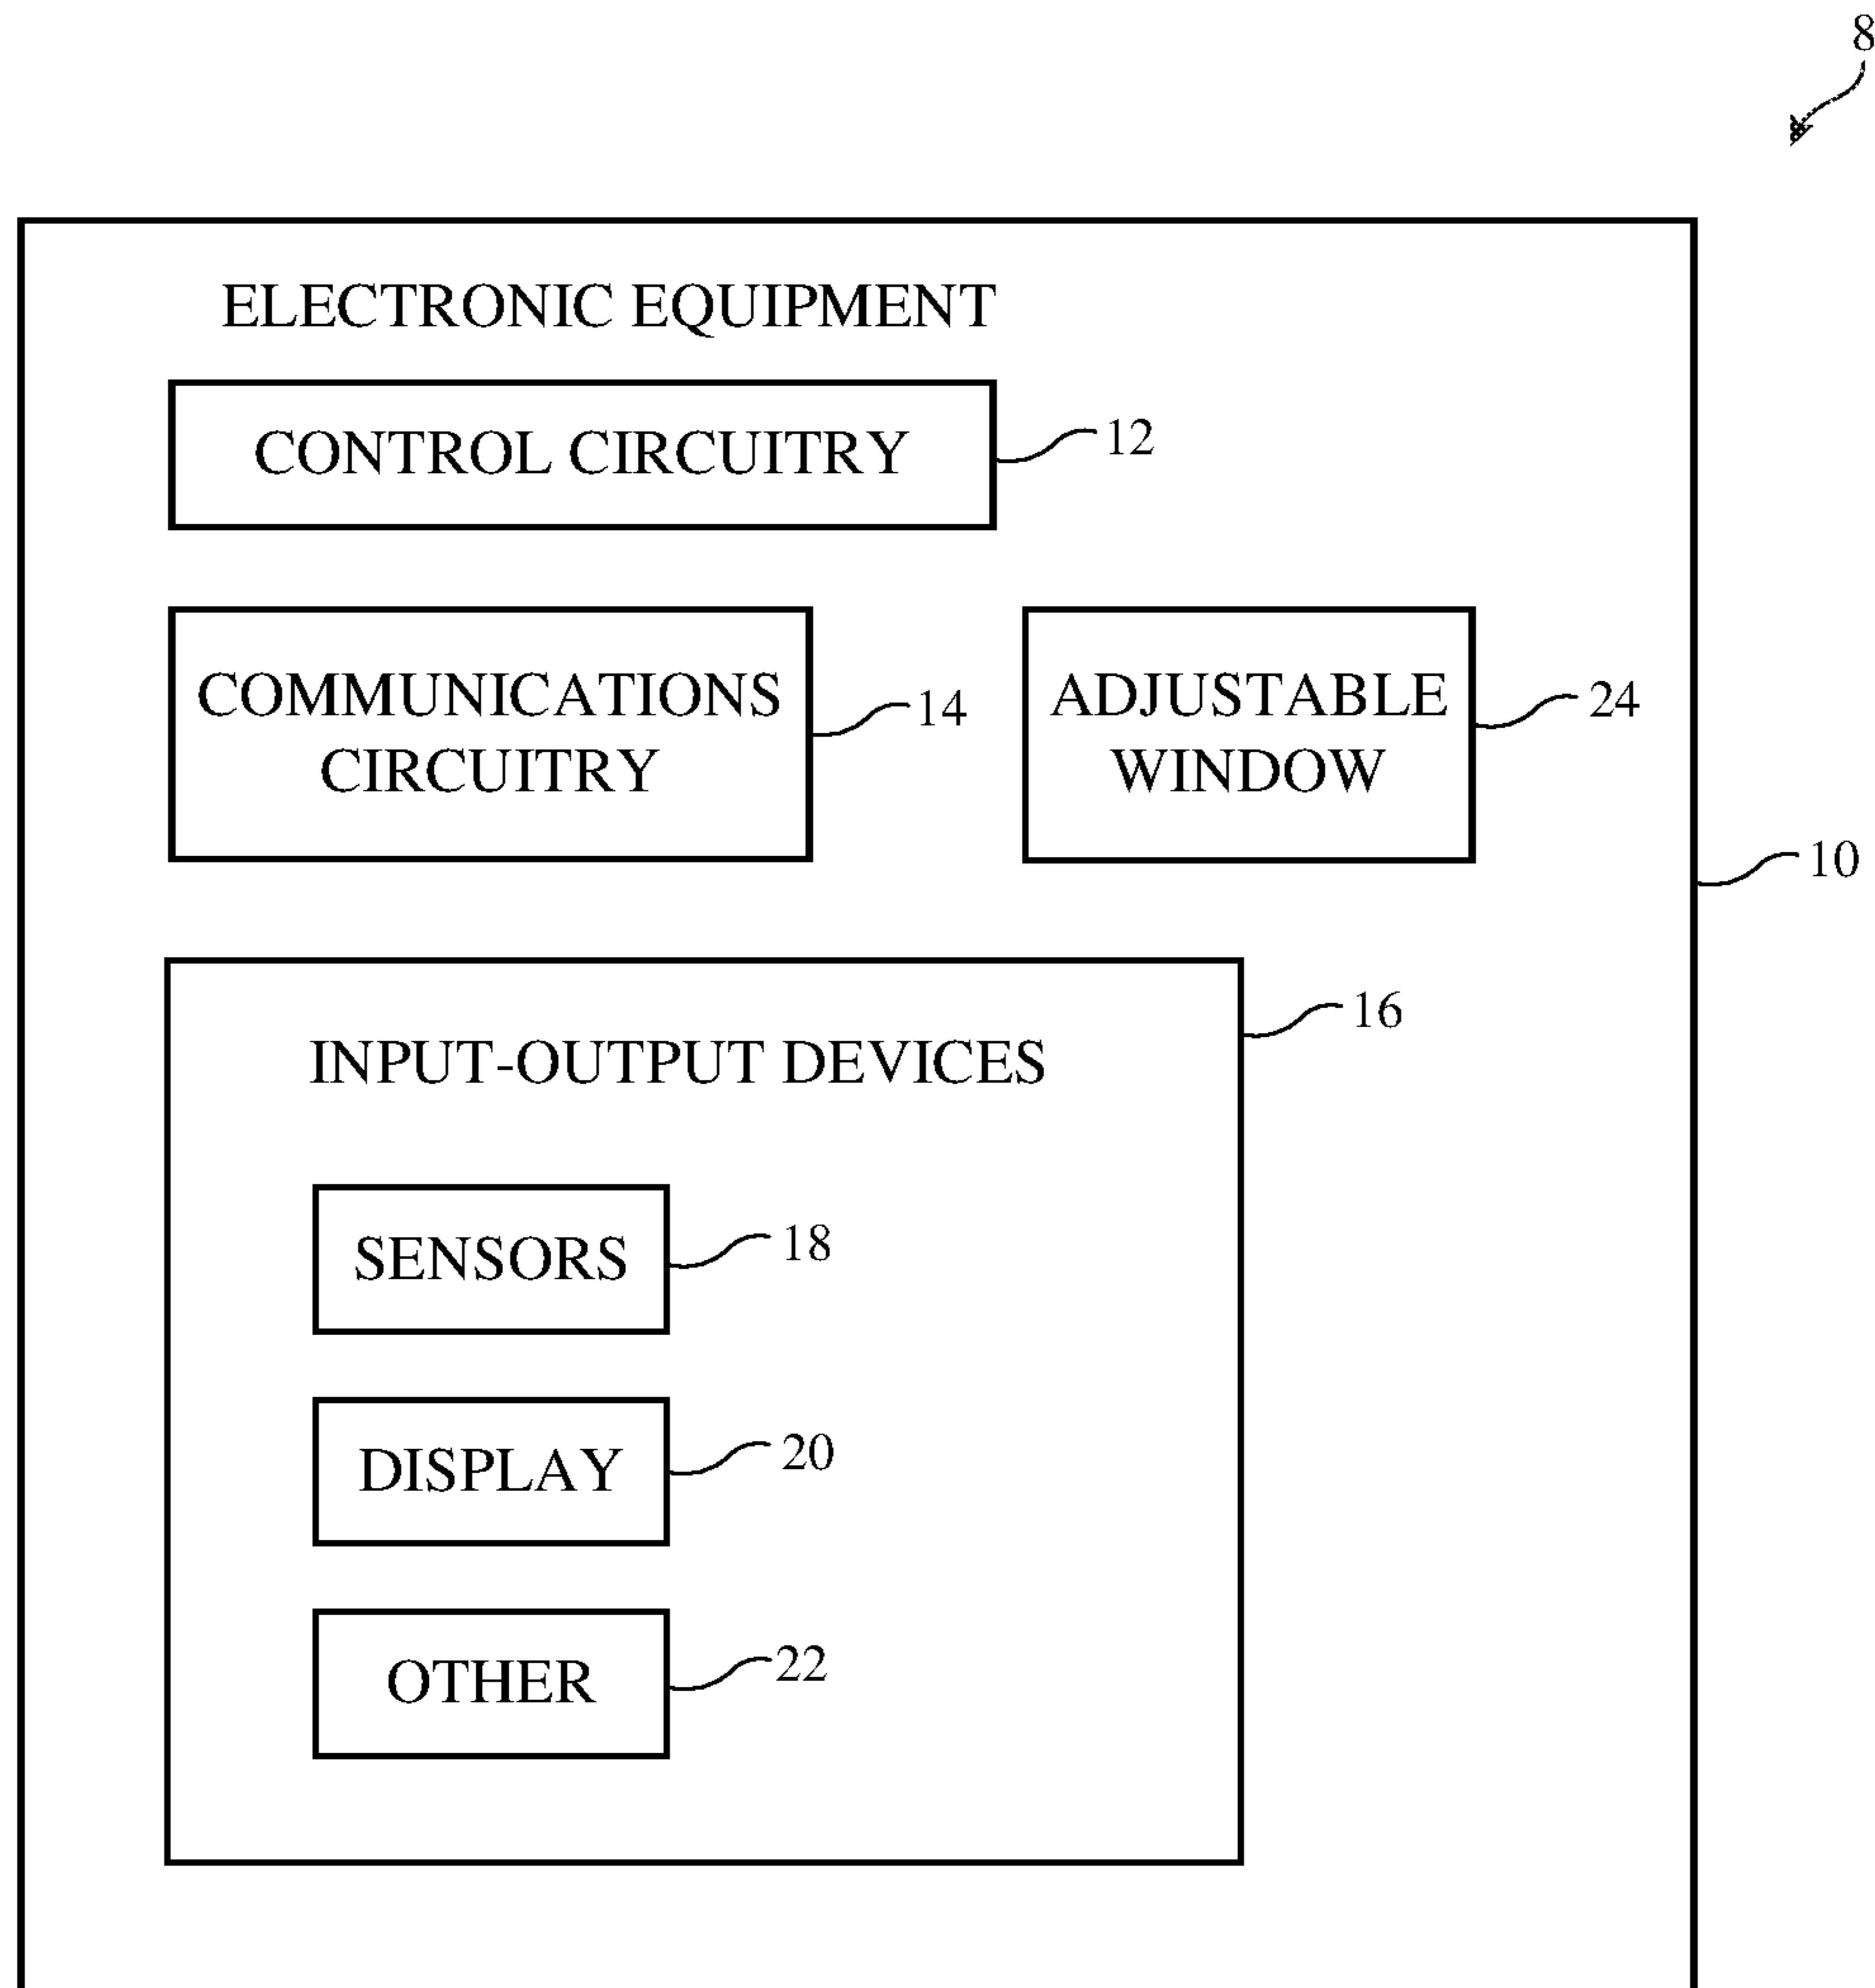 8
ELECTRONIC EQUIPMENT
CONTROL CIRCUITRY
12
COMMUNICATIONS
CIRCUITRY
14
ADJUSTABLE
WINDOW
24
10
INPUT-OUTPUT DEVICES
16
SENSORS
18
DISPLAY
20
OTHER
22